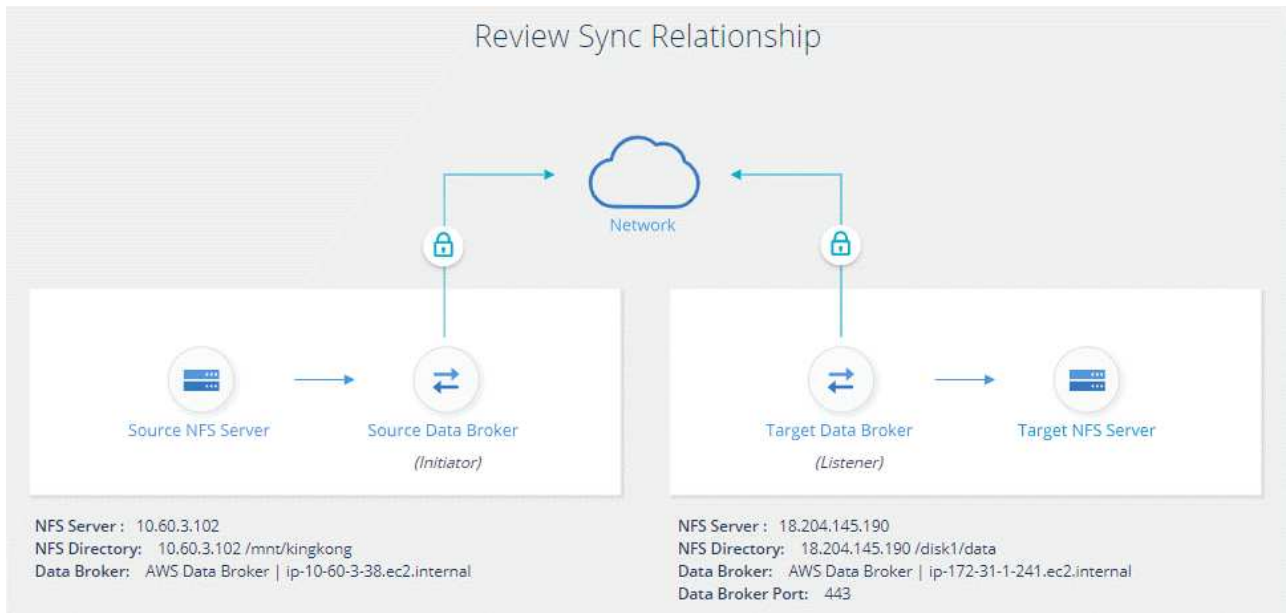 Review Sync Relationship
Network
Source NFS Server
Source Data Broker
(Initiator)
Target Data Broker
(Listener)
Target NFS Server
NFS Server : 10.60.3.102
NFS Directory: 10.60.3.102 /mnt/kingkong
Data Broker: AWS Data Broker | ip-10-60-3-38.ec2.internal
NFS Server : 18.204.145.190
NFS Directory: 18.204.145.190 /disk1/data
Data Broker: AWS Data Broker | ip-172-31-1-241.ec2.internal
Data Broker Port: 443